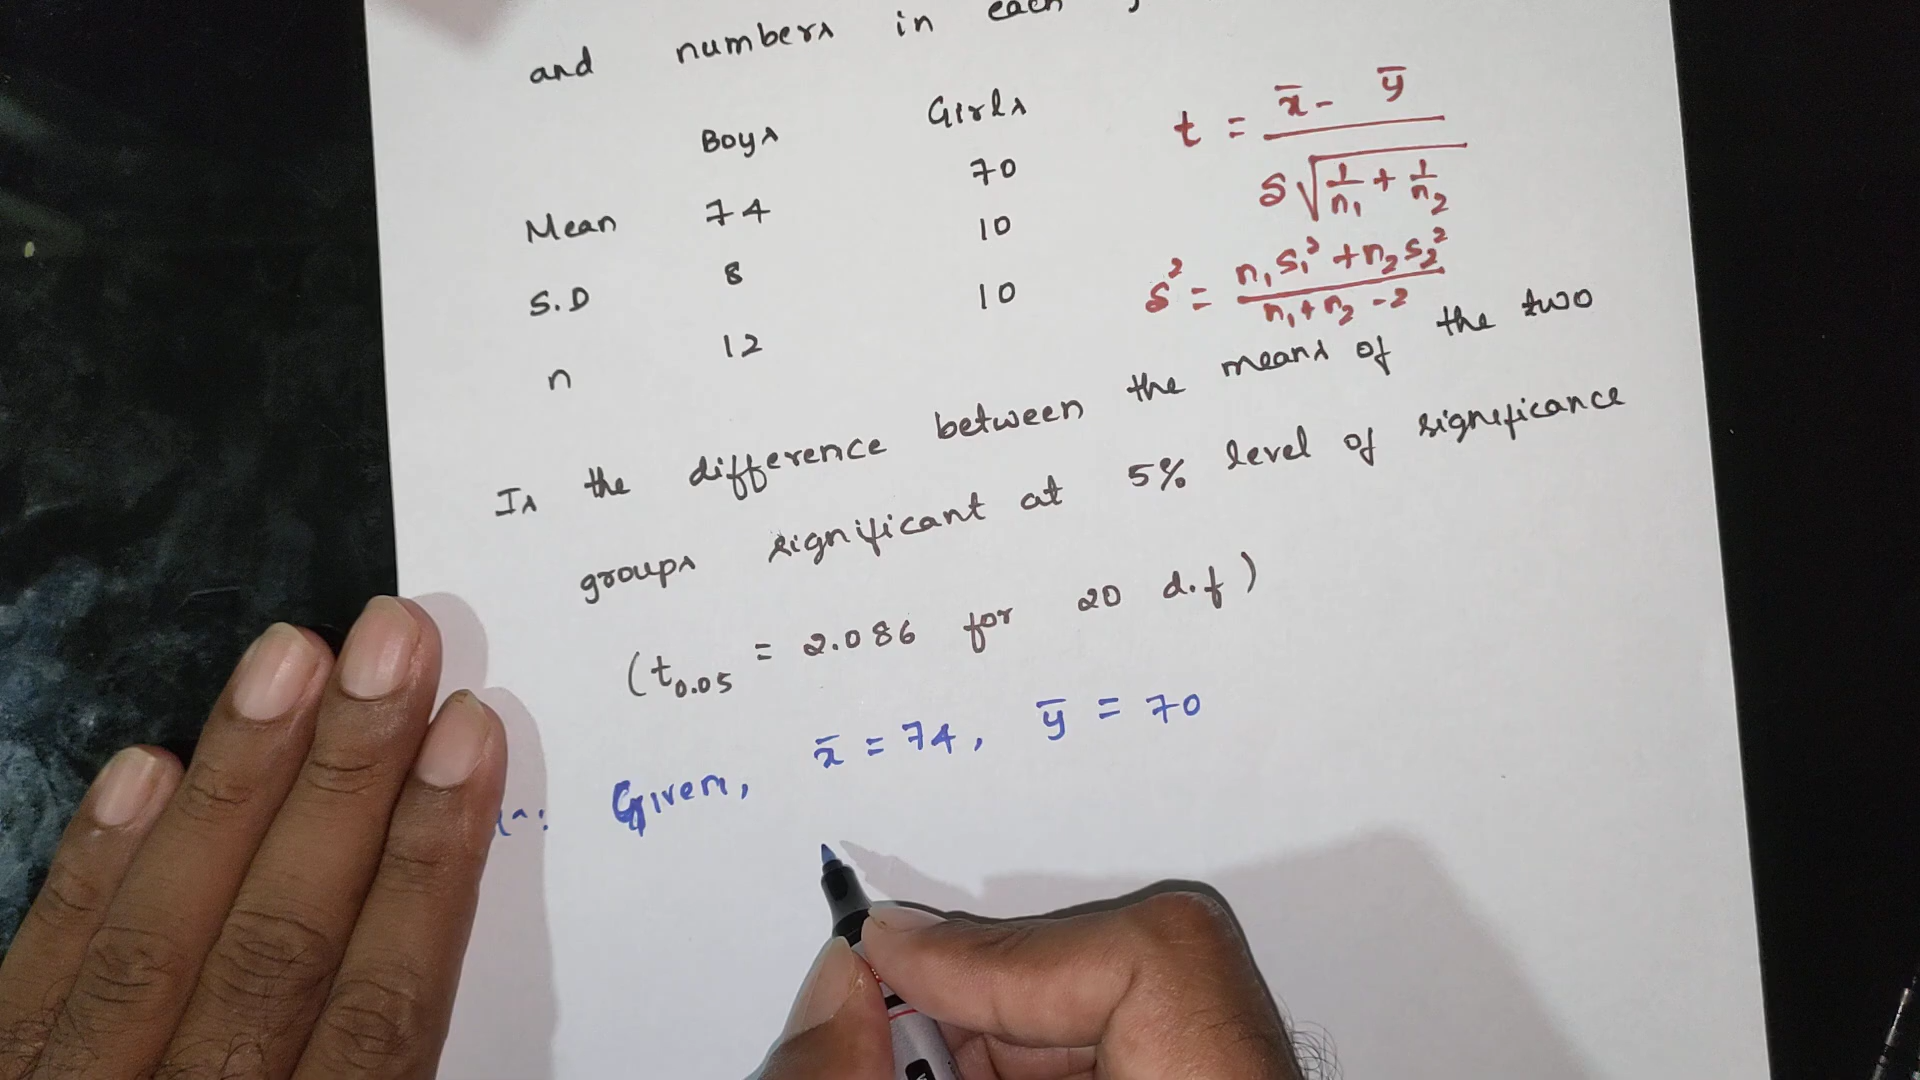 and numbers in each
Boys Girls
Mean 74 70
S.D 8 10
n 12 10
t = x̄ - ȳ / S√(1/n₁ + 1/n₂)
S² = n₁S₁² + n₂S₂² / n₁ + n₂ - 2
Is the difference between the means of the two
groups significant at 5% level of significance
(t₀.₀₅ = 2.086 for 20 d.f)
Given, x̄ = 74, ȳ = 70